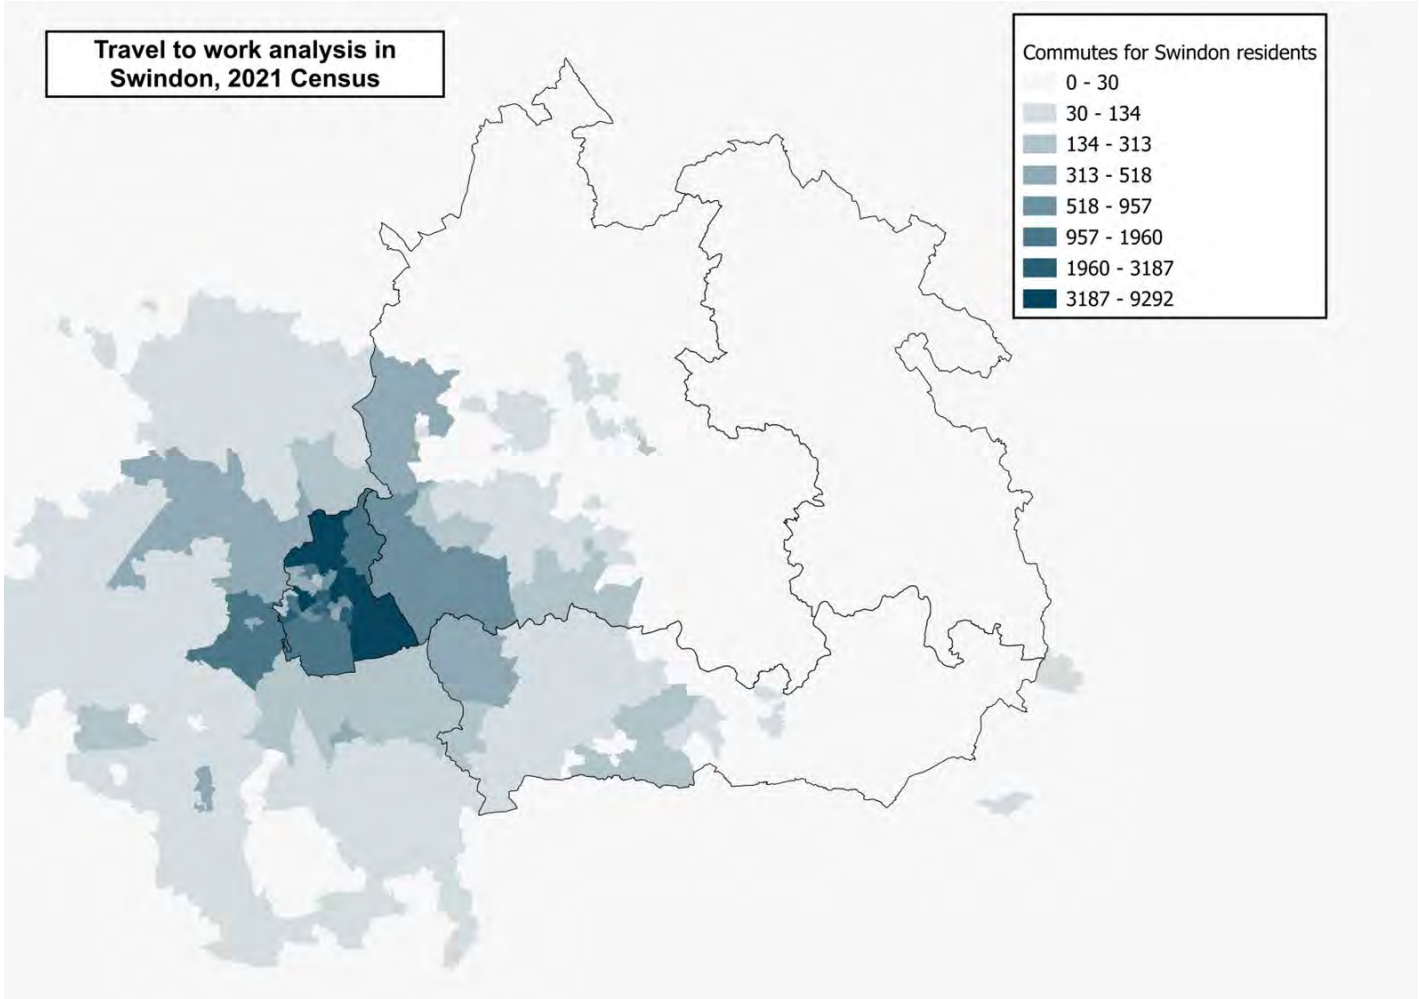 Travel to work analysis in
Swindon, 2021 Census
Commutes for Swindon residents
0 - 30
30 - 134
134 - 313
313 - 518
518 - 957
957 - 1960
1960 - 3187
3187 - 9292